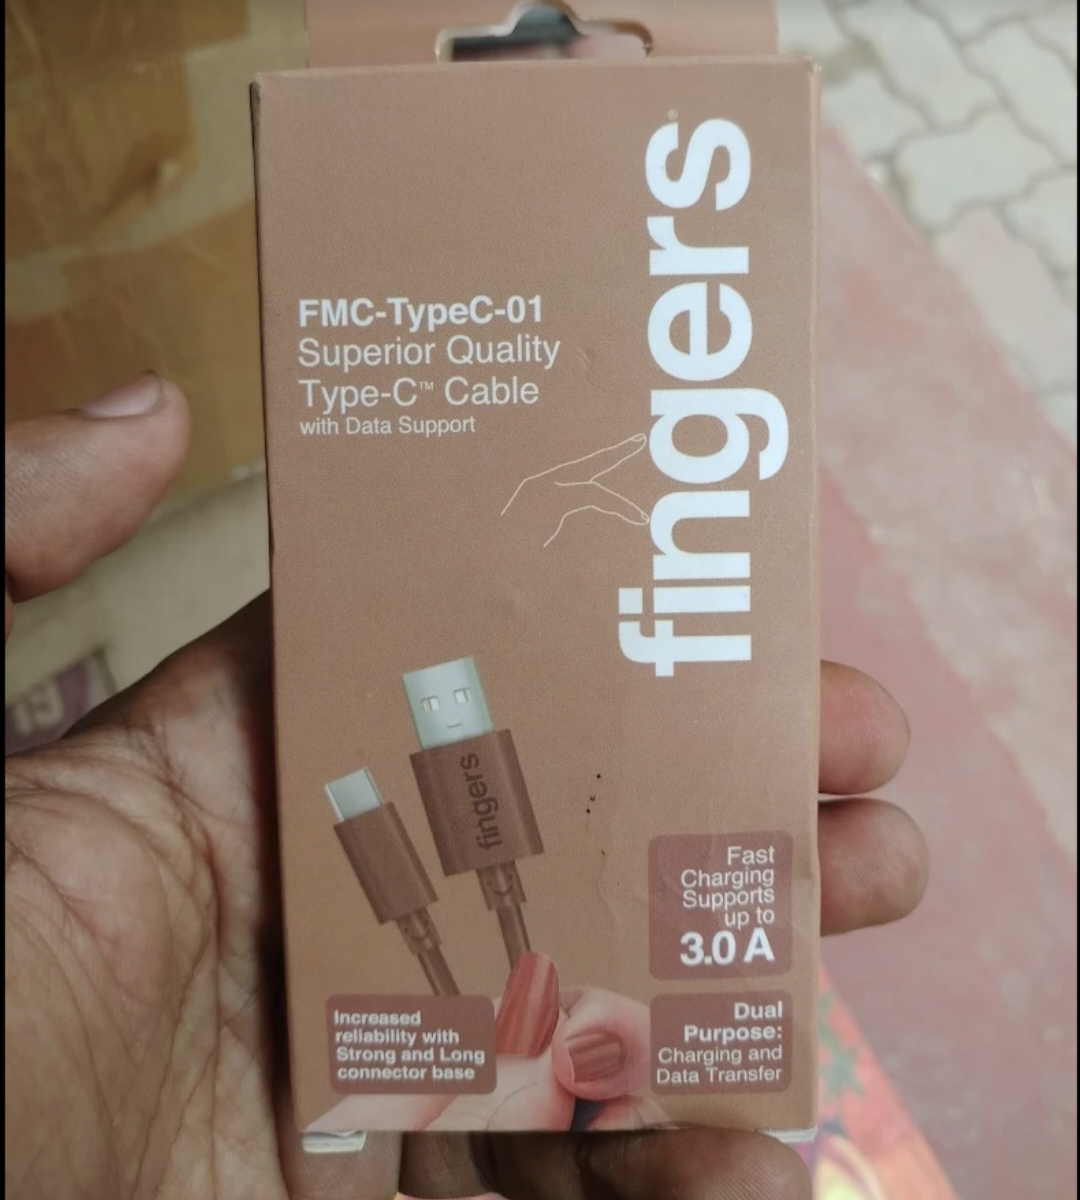 fingers®
FMC-TypeC-01
Superior Quality
Type-C™ Cable
with Data Support
fingers
Fast
Charging
Supports
up to
3.0 A
Increased
reliability with
Strong and Long
connector base
Dual
Purpose:
Charging and
Data Transfer